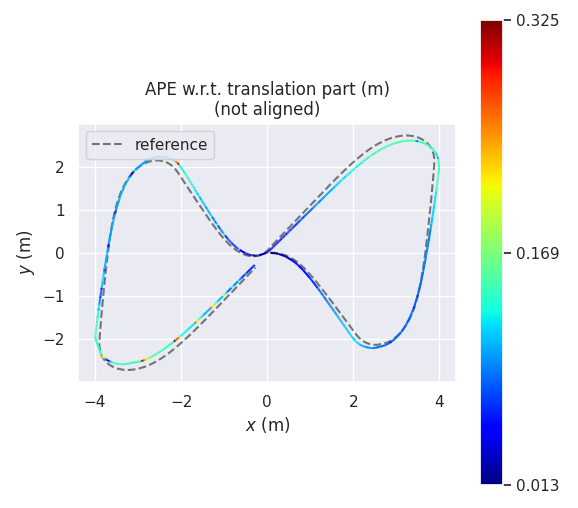 APE w.r.t. translation part (m)
(not aligned)
reference
2
1
0
−1
−2
y (m)
−4
−2
0
2
4
x (m)
0.325
0.169
0.013